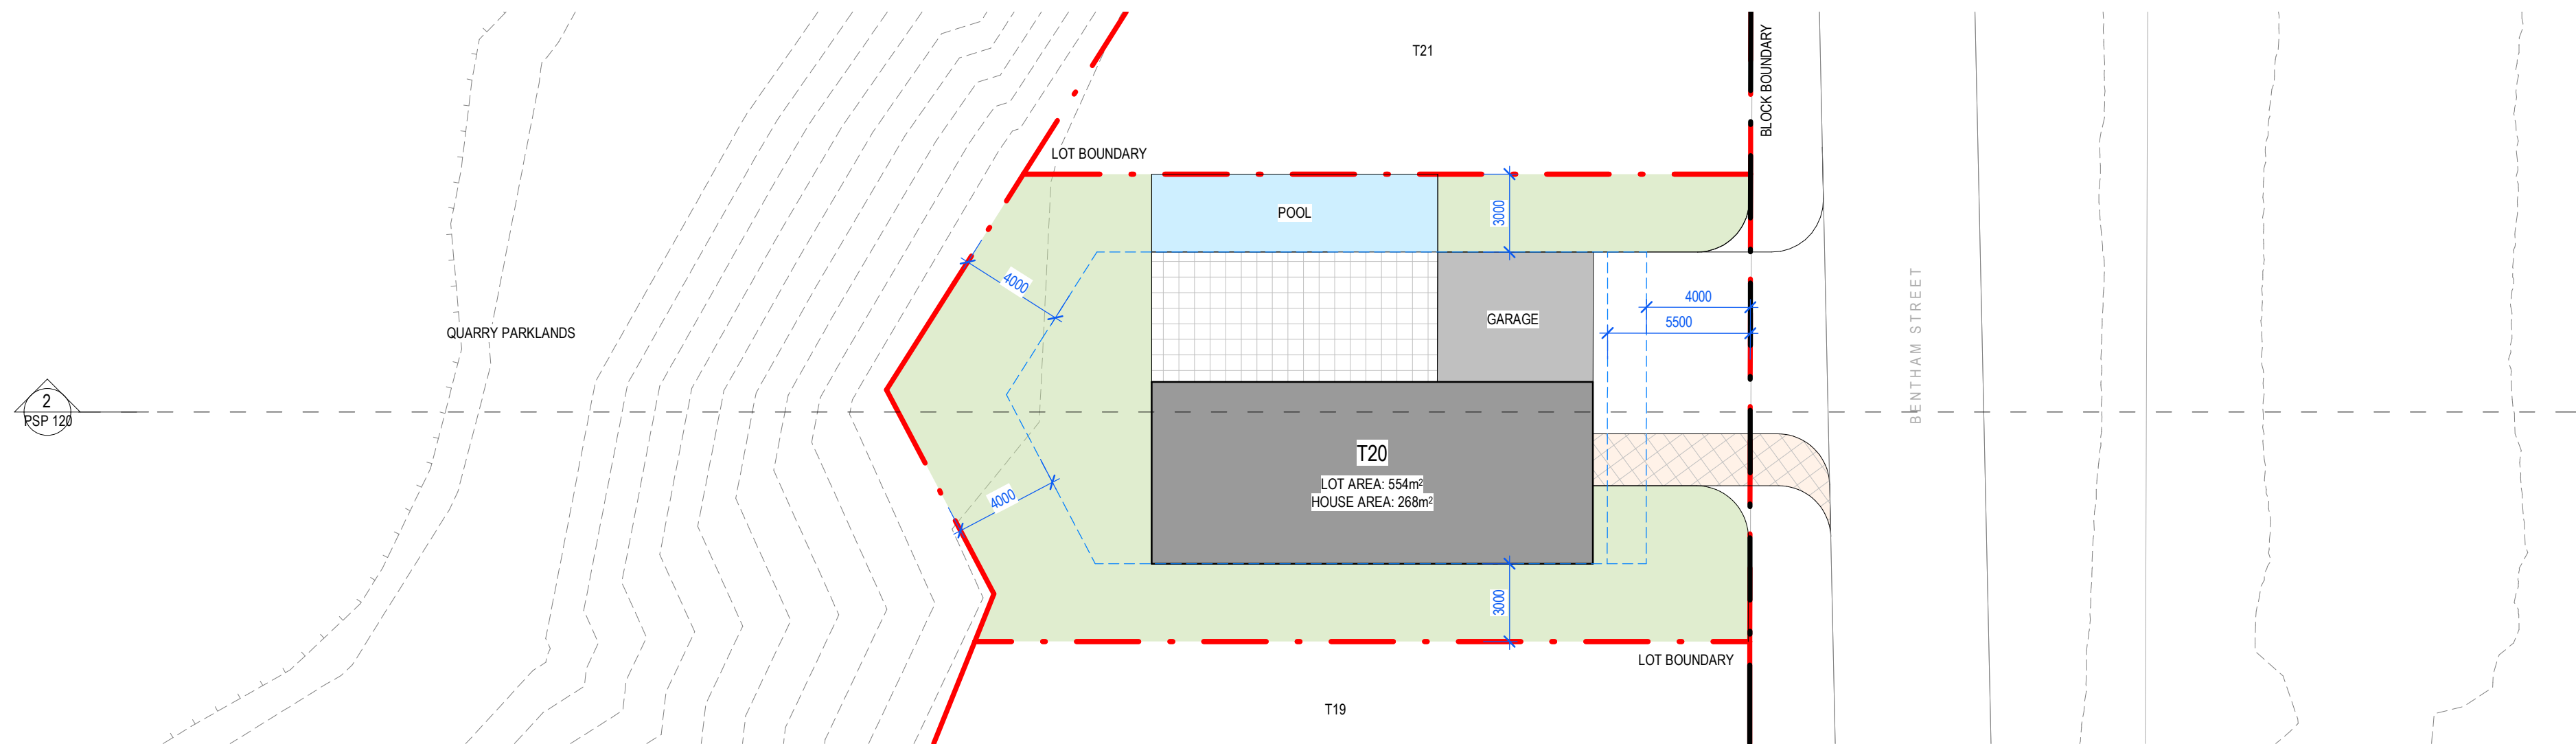 T21
BLOCK BOUNDARY
LOT BOUNDARY
POOL
3000
4000
4000
5500
GARAGE
BENTHAM STREET
QUARRY PARKLANDS
2
PSP 120
T20
LOT AREA: 554m²
HOUSE AREA: 268m²
4000
3000
LOT BOUNDARY
T19